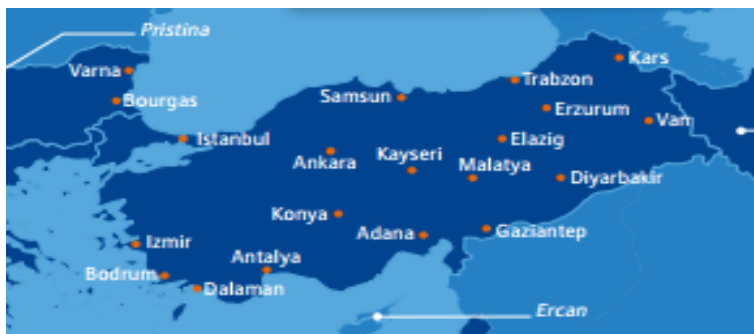 Pristina
Kars
Varna
Trabzon
Samsun
Bourgas
Erzurum
Van
Istanbul
Elazig
Ankara
Kayseri
Malatya
Diyarbakir
Konya
Adana
Gaziantep
Izmir
Antalya
Bodrum
Dalaman
Ercan